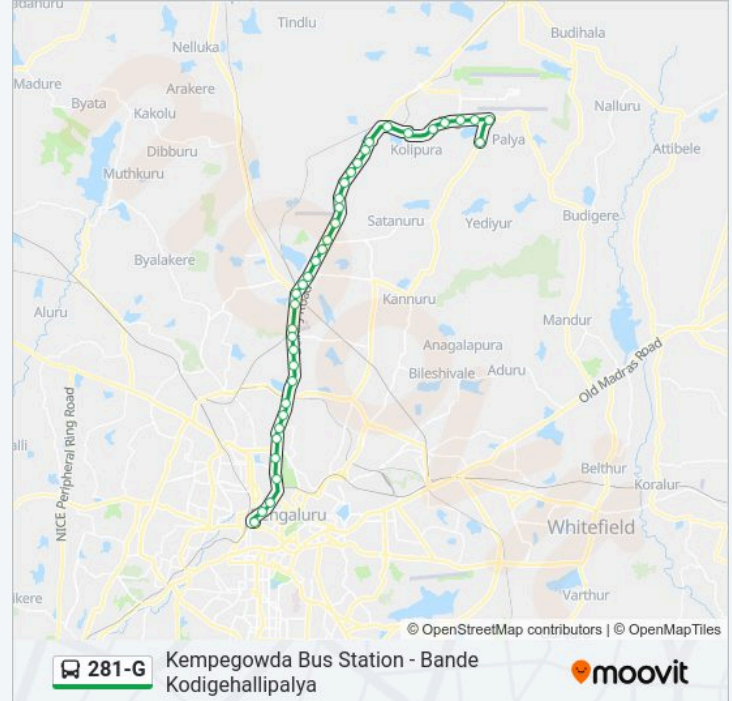 Tindlu
Budihala
Nelluka
Madure
Arakere
Byata
Kakolu
Nalluru
Dibburu
Kolipura
Palya
Attibele
Muthkuru
Satanuru
Yediyur
Budigere
Byalakere
Kannuru
Aluru
Mandur
Anagalapura
Bileshivale
Aduru
Old Madras Road
NICE Peripheral Ring Road
Belthur
Koralur
engaluru
Whitefield
Varthur
© OpenStreetMap contributors | © OpenMapTiles
281-G
Kempegowda Bus Station - Bande
Kodigehallipalya
moovit